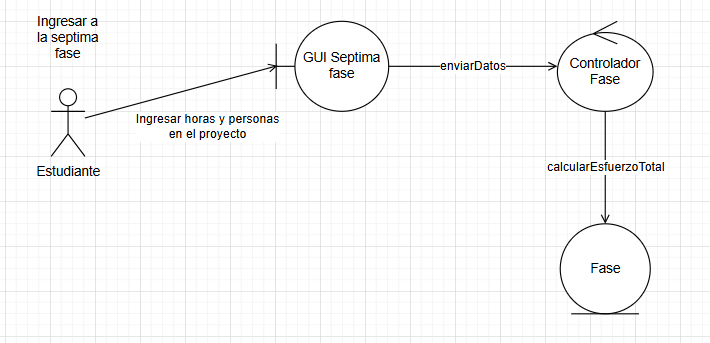 Ingresar a
la septima
fase
GUI Septima
fase
enviarDatos
Controlador
Fase
Ingresar horas y personas
en el proyecto
Estudiante
calcularEsfuerzoTotal
Fase